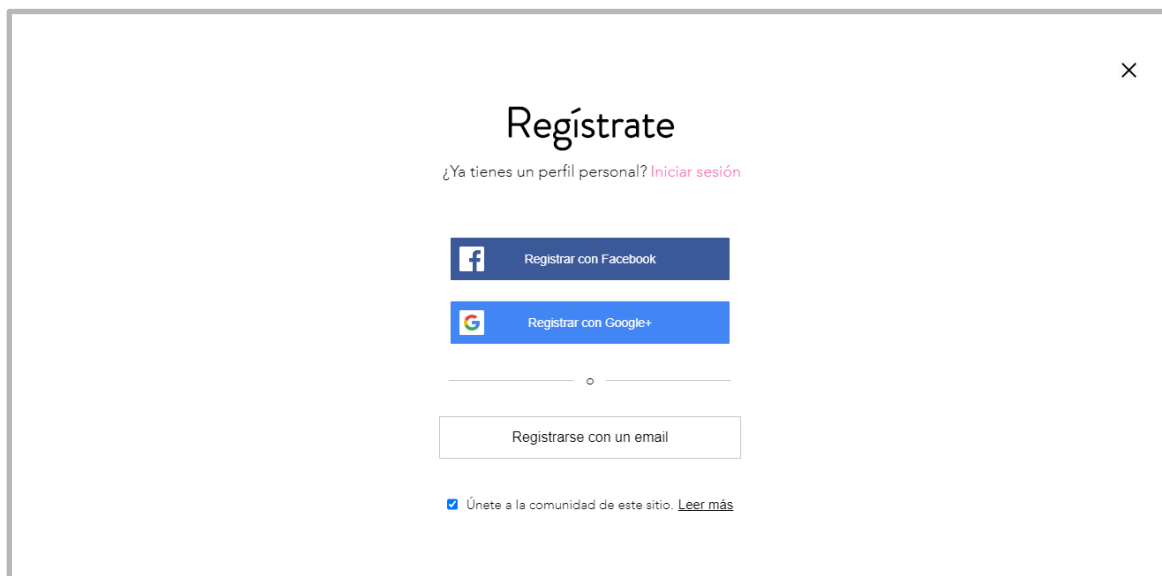 Regístrate
¿Ya tienes un perfil personal? Iniciar sesión
Registrar con Facebook
Registrar con Google+
o
Registrarse con un email
Únete a la comunidad de este sitio. Leer más